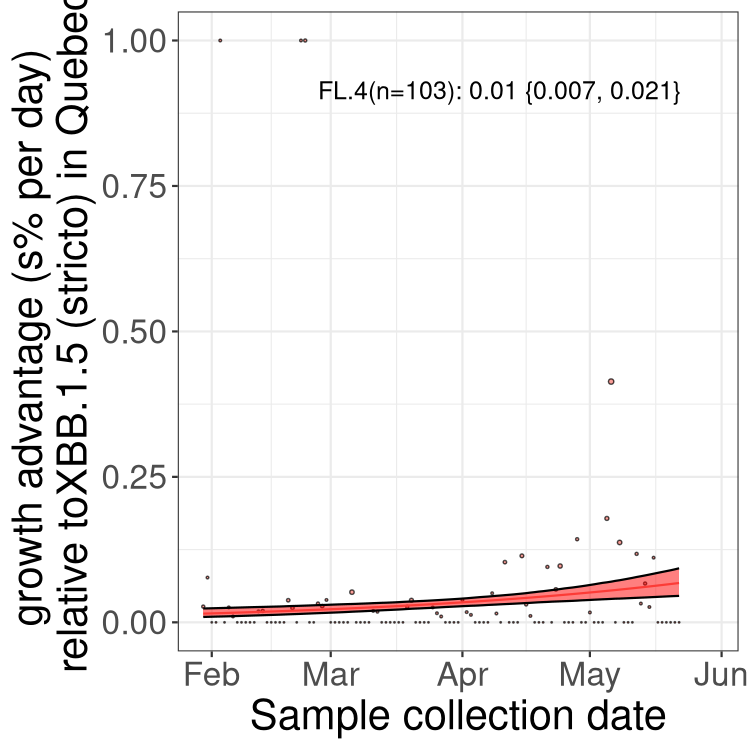 growth advantage (s% per day)
relative toXBB.1.5 (stricto) in Quebec
1.00
0.75
0.50
0.25
0.00
FL.4(n=103): 0.01 {0.007, 0.021}
Feb Mar Apr May Jun
Sample collection date